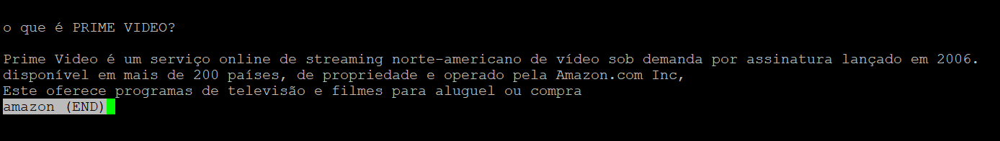 o que é PRIME VIDEO?
Prime Video é um serviço online de streaming norte-americano de vídeo sob demanda por assinatura lançado em 2006.
disponível em mais de 200 países, de propriedade e operado pela Amazon.com Inc,
Este oferece programas de televisão e filmes para aluguel ou compra
amazon (END)